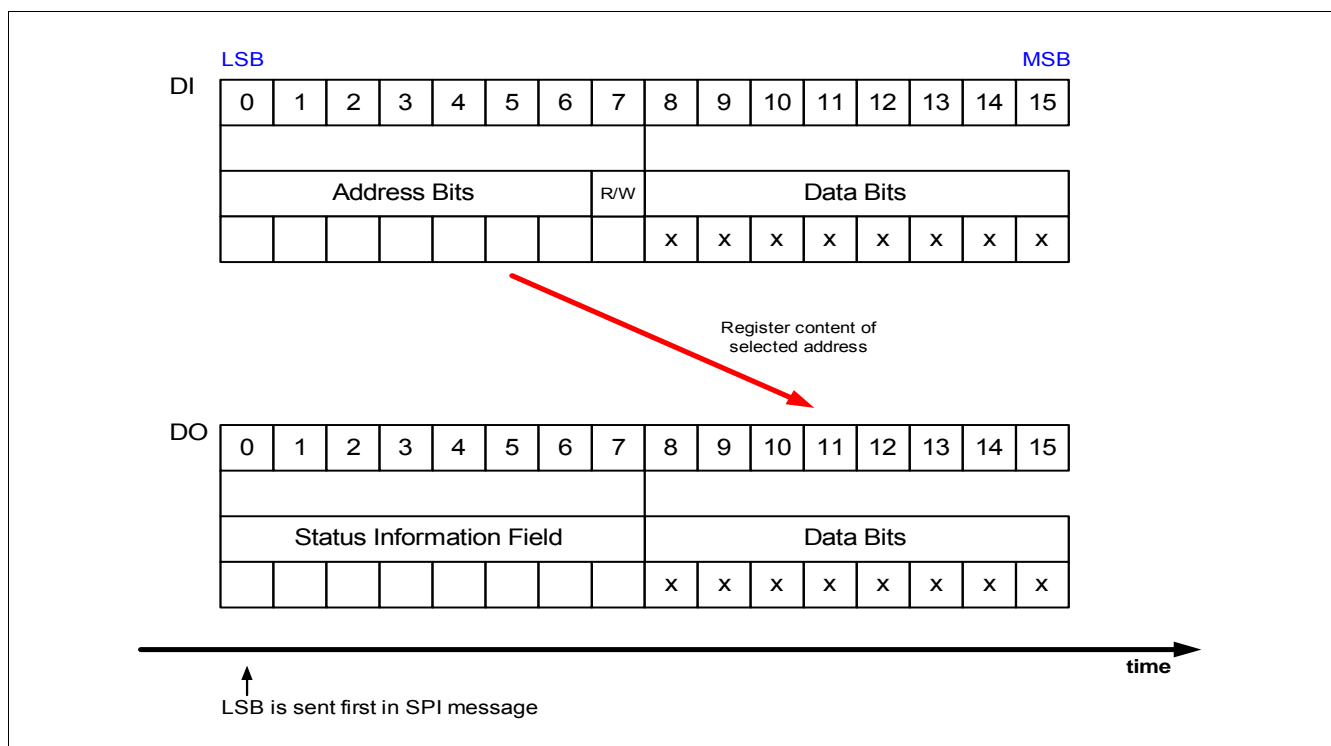 LSB MSB
DI
0 1 2 3 4 5 6 7 8 9 10 11 12 13 14 15
Address Bits R/W Data Bits
x x x x x x x x
Register content of
selected address
DO
0 1 2 3 4 5 6 7 8 9 10 11 12 13 14 15
Status Information Field Data Bits
x x x x x x x x
time
LSB is sent first in SPI message